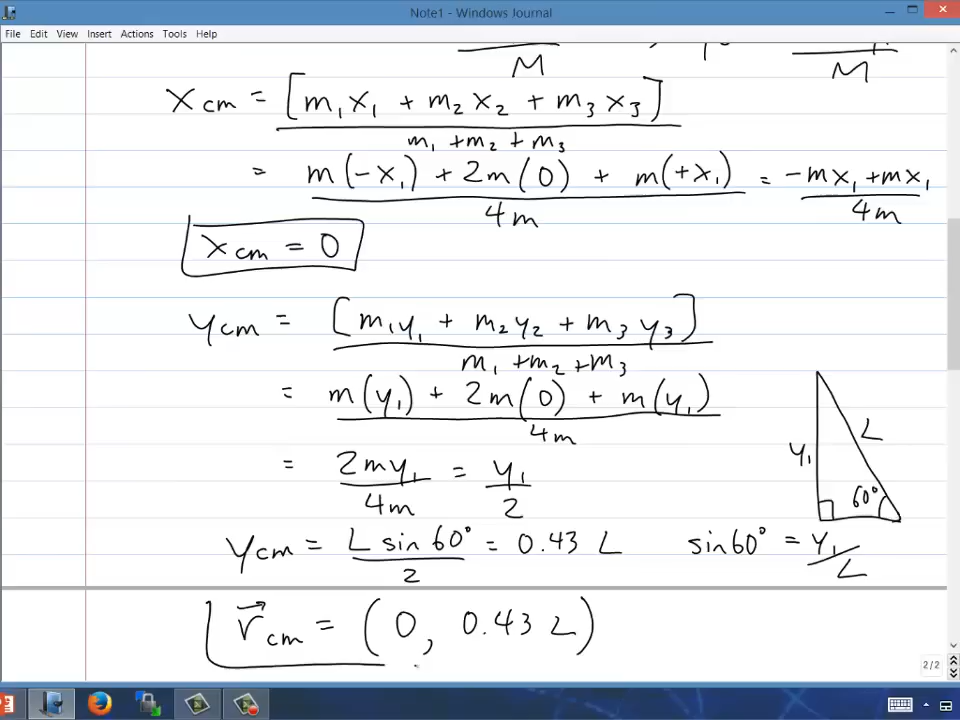 Note1 - Windows Journal
File Edit View Insert Actions Tools Help
M M
Xcm = [m₁x₁ + m₂x₂ + m₃x₃]
m₁ + m₂ + m₃
= m(-x₁) + 2m(0) + m(+x₁) = -mx₁ + mx₁
4m 4m
Xcm = 0
Ycm = [m₁y₁ + m₂y₂ + m₃y₃]
m₁ + m₂ + m₃
= m(y₁) + 2m(0) + m(y₁)
4m
L
y₁
= 2my₁ = y₁
4m 2
60°
Ycm = L sin 60° = 0.43 L sin60° = y₁/L
2
r⃗cm = (0, 0.43 L)
2/2